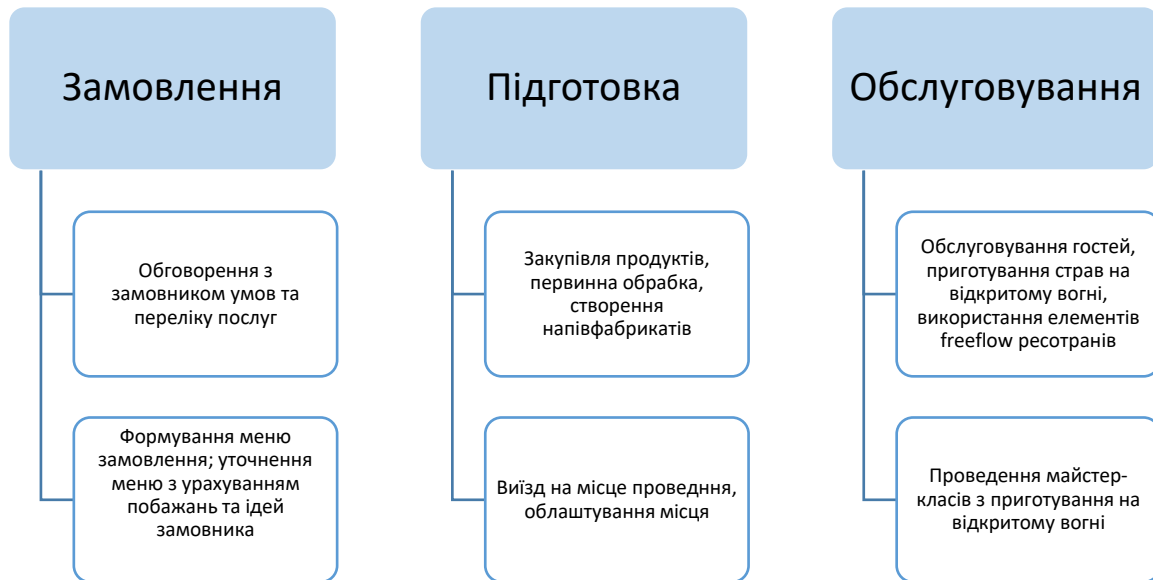 Замовлення
Обговорення з
замовником умов та
переліку послуг
Формування меню
замовлення; уточнення
меню з урахуванням
побажань та ідей
замовника
Підготовка
Закупівля продуктів,
первинна обрабка,
створення
напівфабрикатів
Виїзд на місце проведння,
облаштування місця
Обслуговування
Обслуговування гостей,
приготування страв на
відкритому вогні,
використання елементів
freeflow ресотранів
Проведення майстер-
класів з приготування на
відкритому вогні